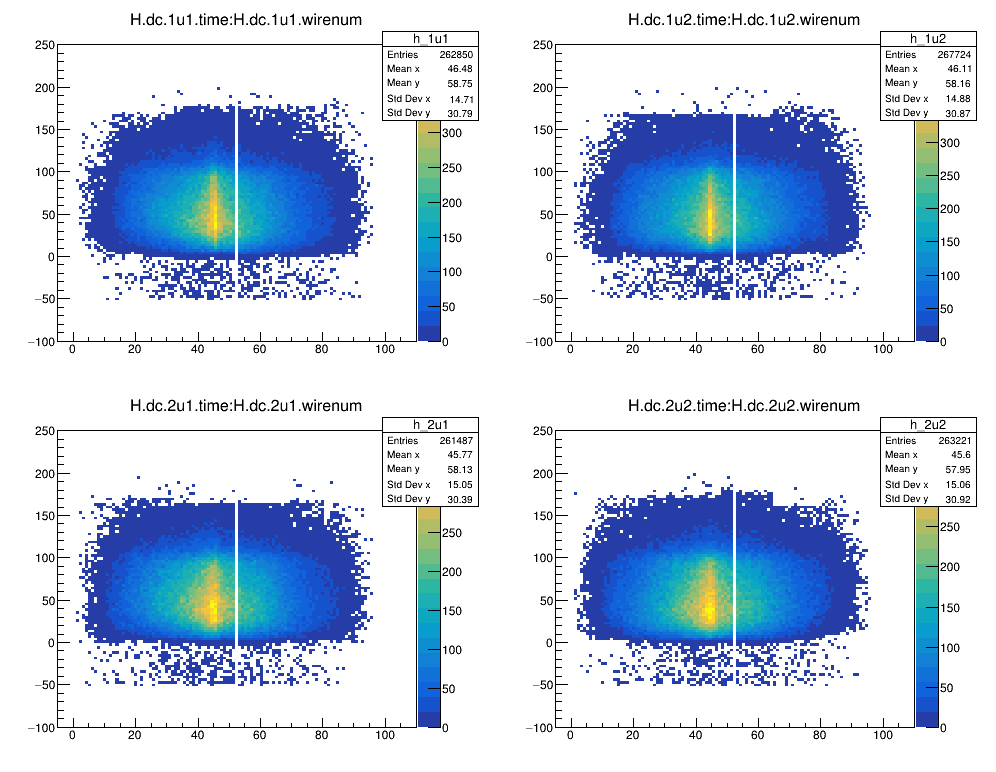 H.dc.1u1.time:H.dc.1u1.wirenum
h_1u1
Entries 262850
Mean x 46.48
Mean y 58.75
Std Dev x 14.71
Std Dev y 30.79
250
200
150
100
50
0
−50
−100
0 20 40 60 80 100
300
250
200
150
100
50
0
H.dc.1u2.time:H.dc.1u2.wirenum
h_1u2
Entries 267724
Mean x 46.11
Mean y 58.16
Std Dev x 14.88
Std Dev y 30.87
250
200
150
100
50
0
−50
−100
0 20 40 60 80 100
300
250
200
150
100
50
0
H.dc.2u1.time:H.dc.2u1.wirenum
h_2u1
Entries 261487
Mean x 45.77
Mean y 58.13
Std Dev x 15.05
Std Dev y 30.39
250
200
150
100
50
0
−50
−100
0 20 40 60 80 100
250
200
150
100
50
0
H.dc.2u2.time:H.dc.2u2.wirenum
h_2u2
Entries 263221
Mean x 45.6
Mean y 57.95
Std Dev x 15.06
Std Dev y 30.92
250
200
150
100
50
0
−50
−100
0 20 40 60 80 100
250
200
150
100
50
0